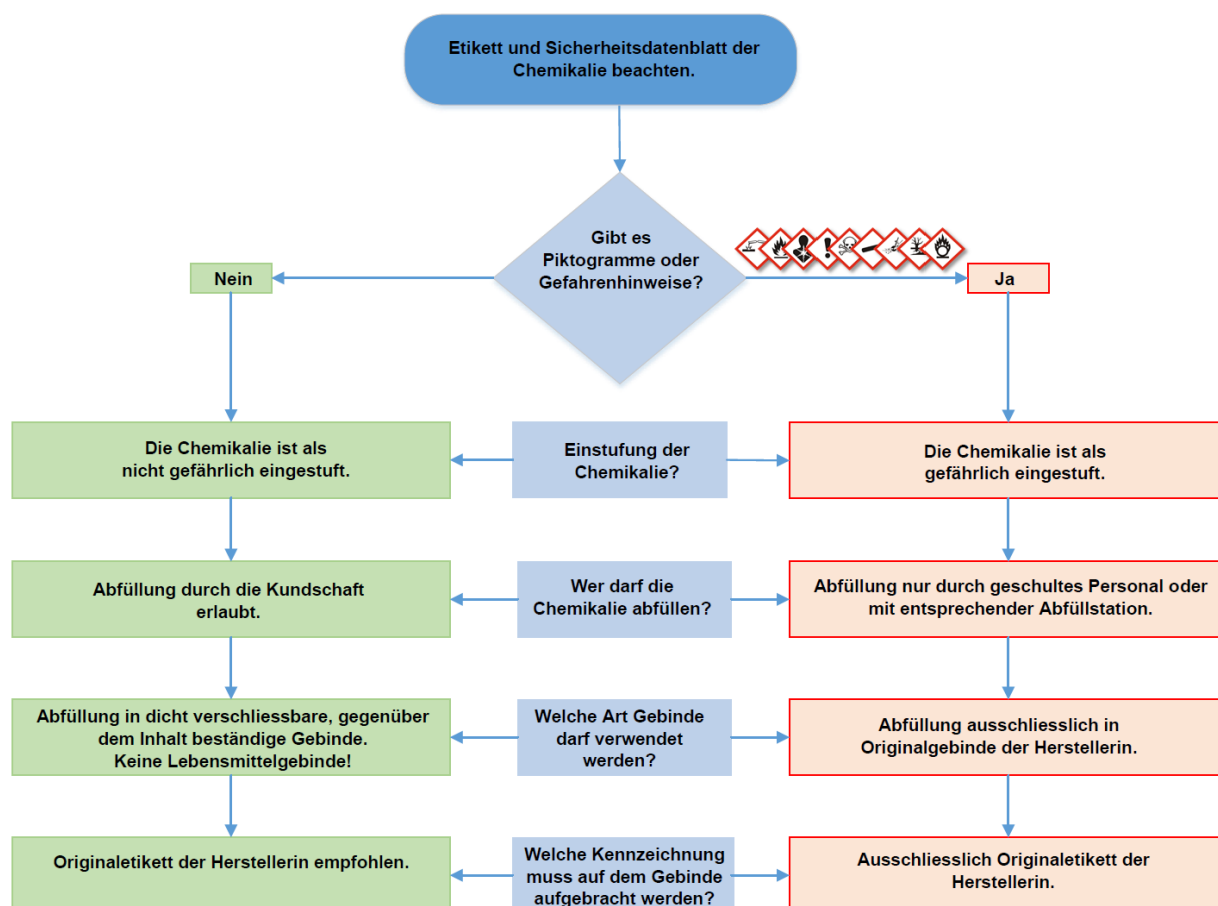 Etikett und Sicherheitsdatenblatt der
Chemikalie beachten.
Gibt es
Piktogramme oder
Gefahrenhinweise?
Nein
Ja
Die Chemikalie ist als
nicht gefährlich eingestuft.
Einstufung der
Chemikalie?
Die Chemikalie ist als
gefährlich eingestuft.
Abfüllung durch die Kundschaft
erlaubt.
Wer darf die
Chemikalie abfüllen?
Abfüllung nur durch geschultes Personal oder
mit entsprechender Abfüllstation.
Abfüllung in dicht verschliessbare, gegenüber
dem Inhalt beständige Gebinde.
Keine Lebensmittelgebinde!
Welche Art Gebinde
darf verwendet
werden?
Abfüllung ausschliesslich in
Originalgebinde der Herstellerin.
Originaletikett der Herstellerin empfohlen.
Welche Kennzeichnung
muss auf dem Gebinde
aufgebracht werden?
Ausschliesslich Originaletikett der
Herstellerin.